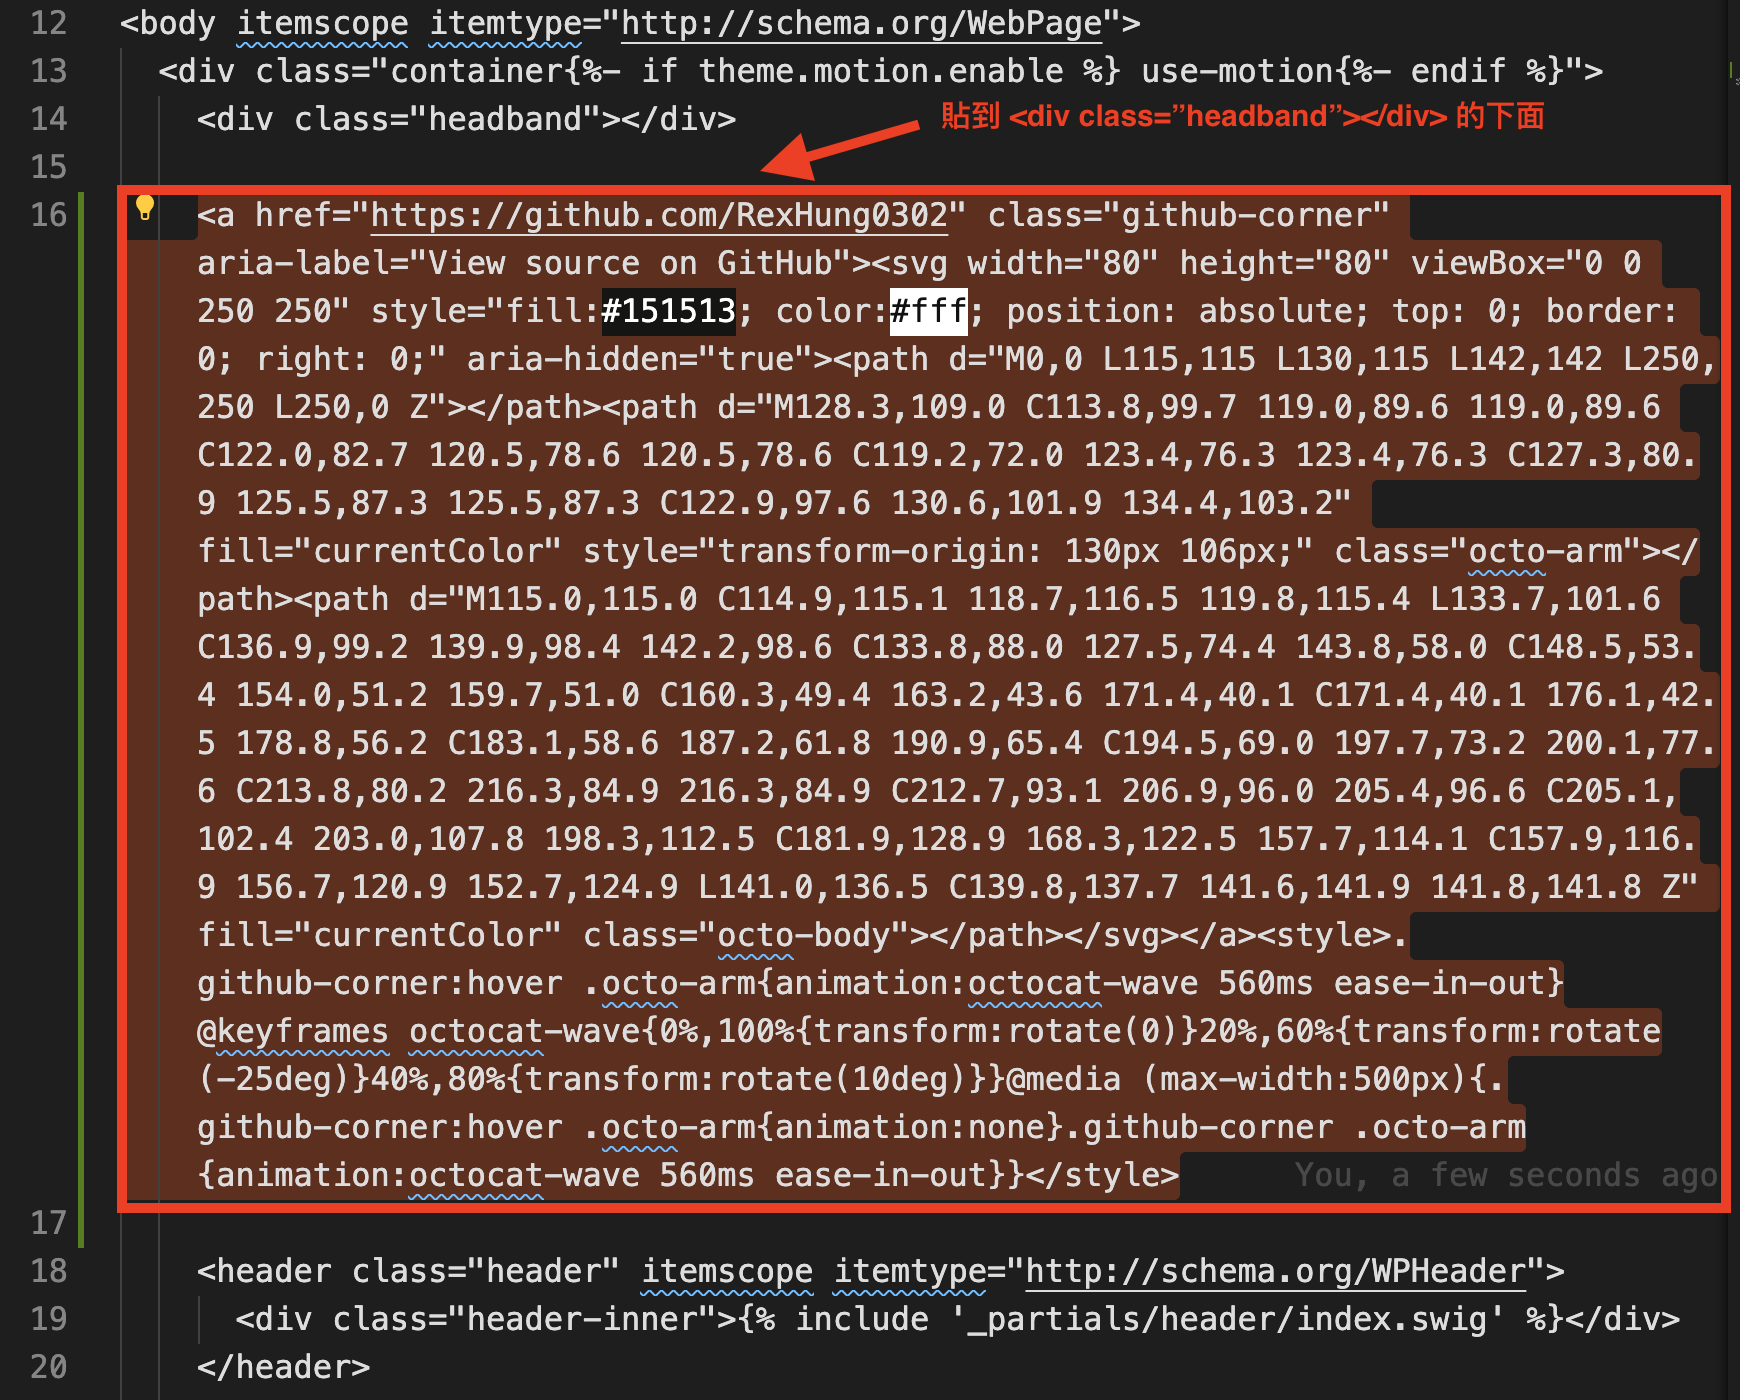 12 <body itemscope itemtype="http://schema.org/WebPage">
13 <div class="container{%- if theme.motion.enable %} use-motion{%- endif %}">
14 <div class="headband"></div>
貼到 <div class=”headband”></div> 的下面
15
16 <a href="https://github.com/RexHung0302" class="github-corner"
aria-label="View source on GitHub"><svg width="80" height="80" viewBox="0 0
250 250" style="fill:#151513; color:#fff; position: absolute; top: 0; border:
0; right: 0;" aria-hidden="true"><path d="M0,0 L115,115 L130,115 L142,142 L250,
250 L250,0 Z"></path><path d="M128.3,109.0 C113.8,99.7 119.0,89.6 119.0,89.6
C122.0,82.7 120.5,78.6 120.5,78.6 C119.2,72.0 123.4,76.3 123.4,76.3 C127.3,80.
9 125.5,87.3 125.5,87.3 C122.9,97.6 130.6,101.9 134.4,103.2"
fill="currentColor" style="transform-origin: 130px 106px;" class="octo-arm"></
path><path d="M115.0,115.0 C114.9,115.1 118.7,116.5 119.8,115.4 L133.7,101.6
C136.9,99.2 139.9,98.4 142.2,98.6 C133.8,88.0 127.5,74.4 143.8,58.0 C148.5,53.
4 154.0,51.2 159.7,51.0 C160.3,49.4 163.2,43.6 171.4,40.1 C171.4,40.1 176.1,42.
5 178.8,56.2 C183.1,58.6 187.2,61.8 190.9,65.4 C194.5,69.0 197.7,73.2 200.1,77.
6 C213.8,80.2 216.3,84.9 216.3,84.9 C212.7,93.1 206.9,96.0 205.4,96.6 C205.1,
102.4 203.0,107.8 198.3,112.5 C181.9,128.9 168.3,122.5 157.7,114.1 C157.9,116.
9 156.7,120.9 152.7,124.9 L141.0,136.5 C139.8,137.7 141.6,141.9 141.8,141.8 Z"
fill="currentColor" class="octo-body"></path></svg></a><style>.
github-corner:hover .octo-arm{animation:octocat-wave 560ms ease-in-out}
@keyframes octocat-wave{0%,100%{transform:rotate(0)}20%,60%{transform:rotate
(-25deg)}40%,80%{transform:rotate(10deg)}}@media (max-width:500px){.
github-corner:hover .octo-arm{animation:none}.github-corner .octo-arm
{animation:octocat-wave 560ms ease-in-out}}</style> You, a few seconds ago
17
18 <header class="header" itemscope itemtype="http://schema.org/WPHeader">
19 <div class="header-inner">{% include '_partials/header/index.swig' %}</div>
20 </header>